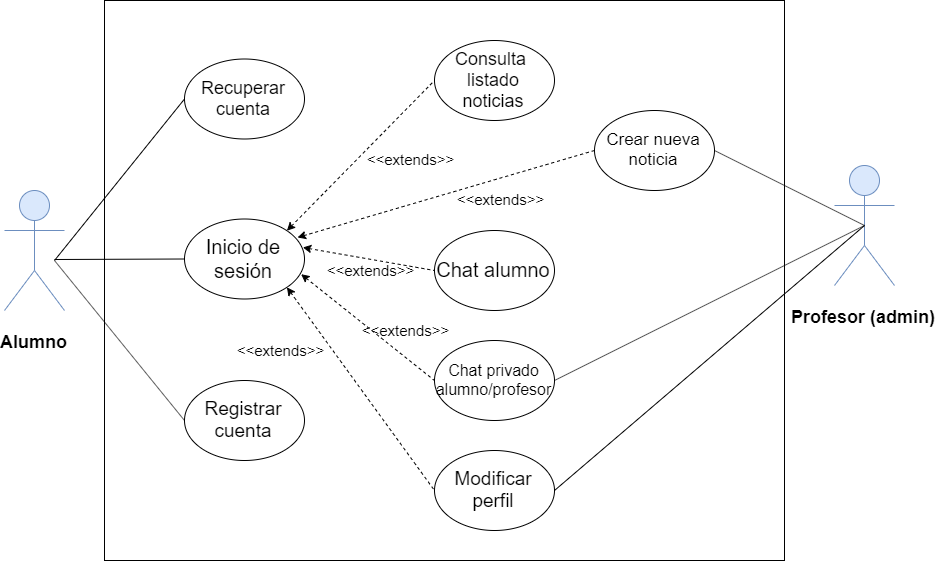 Consulta
listado
noticias
Recuperar
cuenta
Crear nueva
noticia
<<extends>>
<<extends>>
Inicio de
sesión
<<extends>>
Chat alumno
Profesor (admin)
Alumno
<<extends>>
<<extends>>
Chat privado
alumno/profesor
Registrar
cuenta
Modificar
perfil